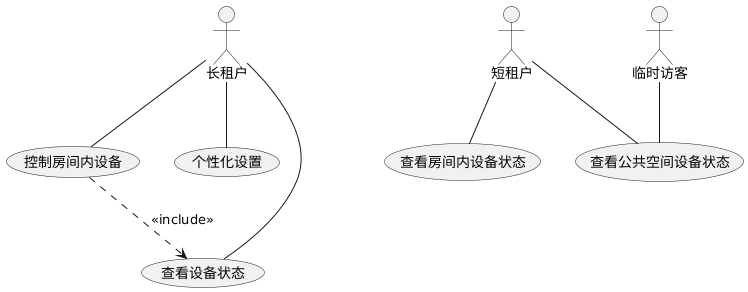 长租户
短租户
临时访客
控制房间内设备
个性化设置
查看房间内设备状态
查看公共空间设备状态
«include»
查看设备状态